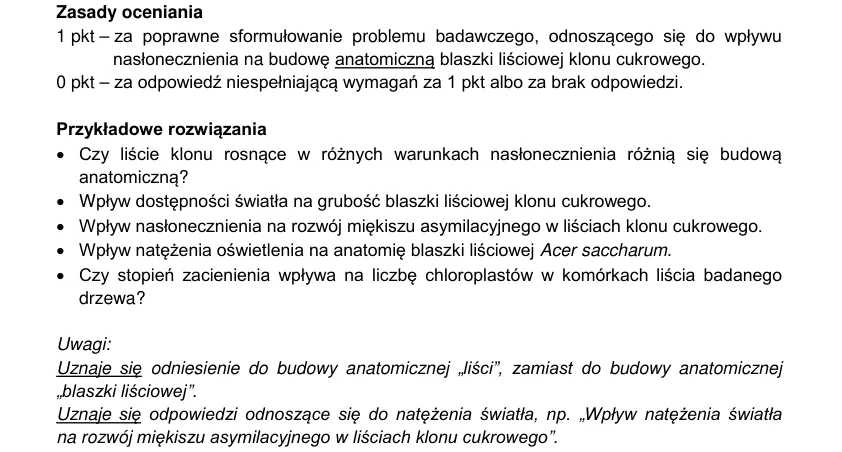 Zasady oceniania
1 pkt – za poprawne sformułowanie problemu badawczego, odnoszącego się do wpływu
nasłonecznienia na budowę anatomiczną blaszki liściowej klonu cukrowego.
0 pkt – za odpowiedź niespełniającą wymagań za 1 pkt albo za brak odpowiedzi.
Przykładowe rozwiązania
• Czy liście klonu rosnące w różnych warunkach nasłonecznienia różnią się budową
anatomiczną?
• Wpływ dostępności światła na grubość blaszki liściowej klonu cukrowego.
• Wpływ nasłonecznienia na rozwój miękiszu asymilacyjnego w liściach klonu cukrowego.
• Wpływ natężenia oświetlenia na anatomię blaszki liściowej Acer saccharum.
• Czy stopień zacienienia wpływa na liczbę chloroplastów w komórkach liścia badanego
drzewa?
Uwagi:
Uznaje się odniesienie do budowy anatomicznej „liści”, zamiast do budowy anatomicznej
„blaszki liściowej”.
Uznaje się odpowiedzi odnoszące się do natężenia światła, np. „Wpływ natężenia światła
na rozwój miękiszu asymilacyjnego w liściach klonu cukrowego”.